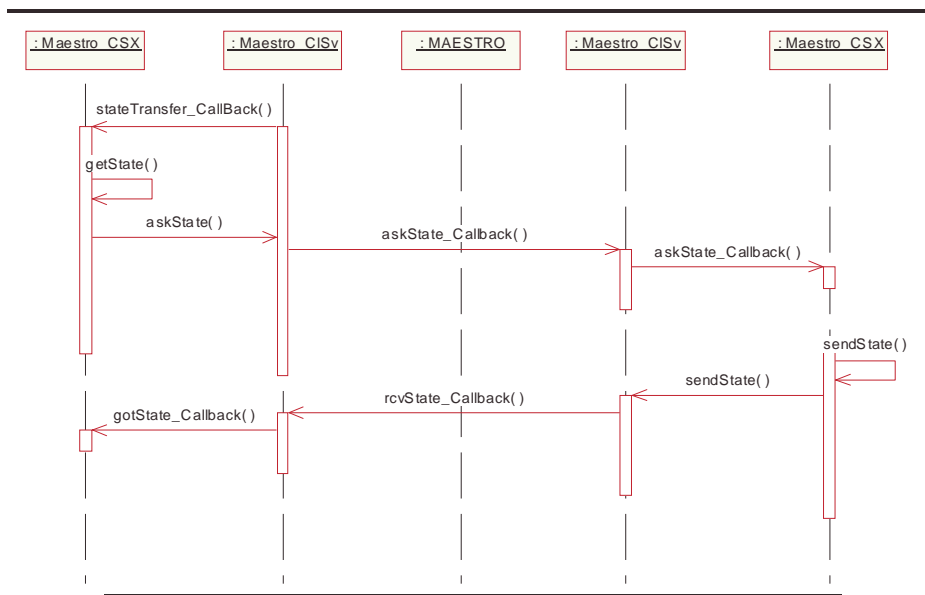 : Maestro_CSX
: Maestro_ClSv
: MAESTRO
: Maestro_ClSv
: Maestro_CSX
stateTransfer_CallBack( )
getState( )
askState( )
askState_Callback( )
askState_Callback( )
sendState( )
sendState( )
rcvState_Callback( )
gotState_Callback( )